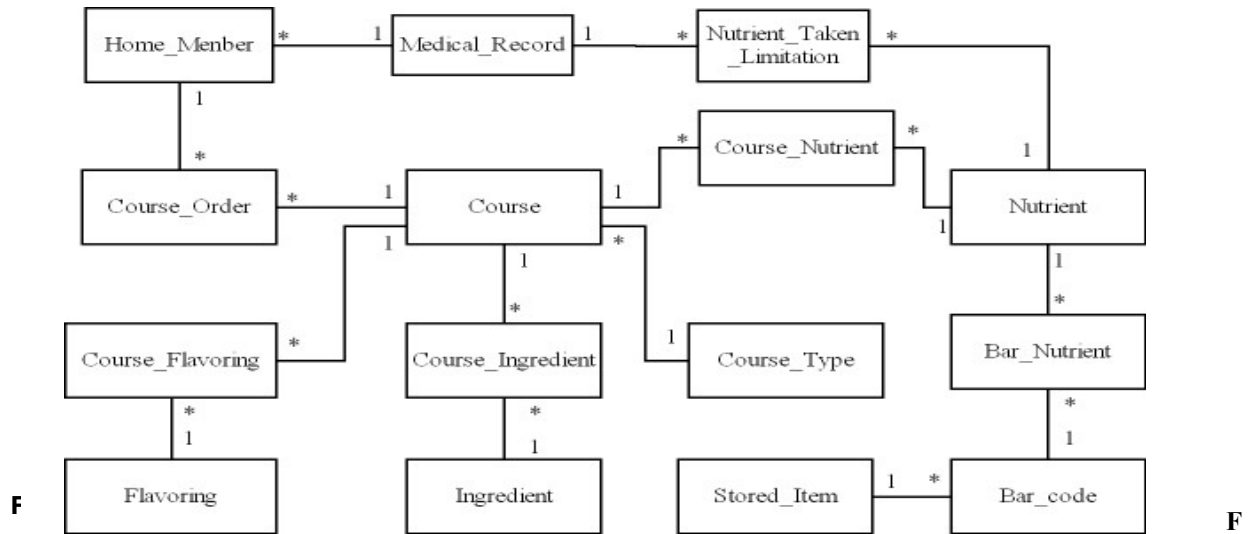 Home_Menber
*
1
Medical_Record
1
*
Nutrient_Taken
_Limitation
*
1
*
*
Course_Nutrient
*
1
Course_Order
*
1
Course
1
1
Nutrient
1
*
1
*
1
*
1
*
Course_Flavoring
*
Course_Ingredient
1
Course_Type
Bar_Nutrient
*
1
*
1
*
1
Flavoring
Ingredient
Stored_Item
1
*
Bar_code
F
F